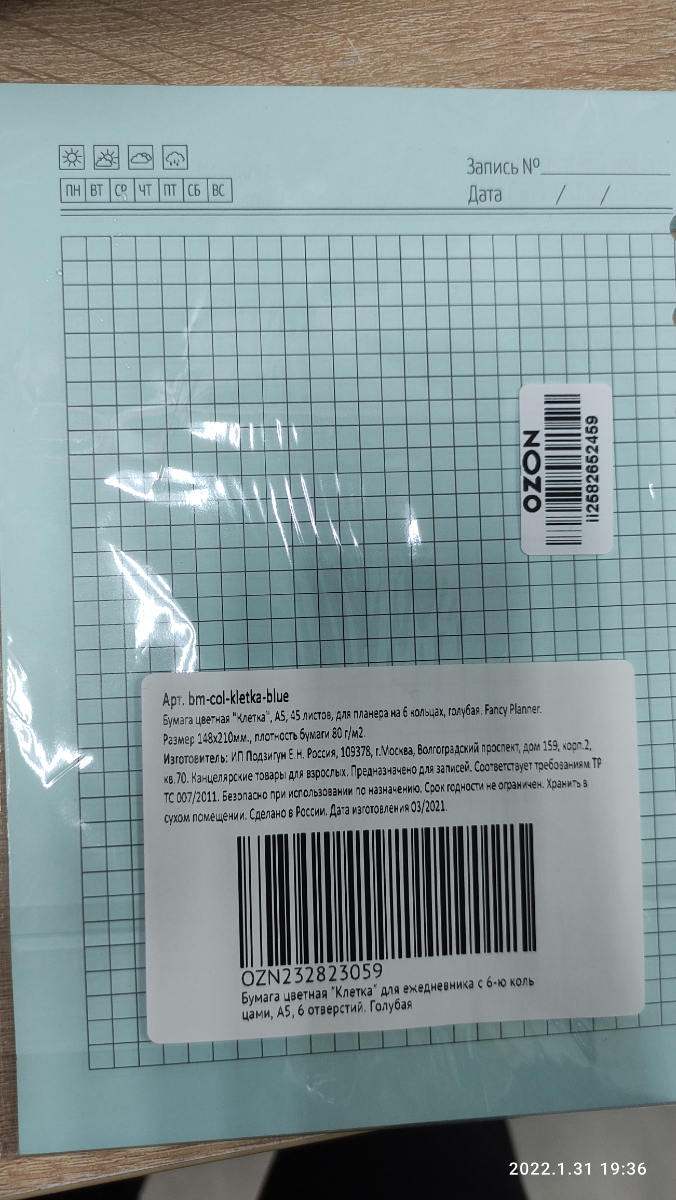 Запись №
ПН ВТ СР ЧТ ПТ СБ ВС
Дата / /
OZON
ii2582652459
Арт. bm-col-kletka-blue
Бумага цветная "Клетка", А5, 45 листов, для планера на 6 кольцах, голубая. Fancy Planner.
Размер 148х210мм., плотность бумаги 80 г/м2.
Изготовитель: ИП Подзигун Е.Н. Россия, 109378, г.Москва, Волгоградский проспект, дом 159, корп.2,
кв.70. Канцелярские товары для взрослых. Предназначено для записей. Соответствует требованиям ТР
ТС 007/2011. Безопасно при использовании по назначению. Срок годности не ограничен. Хранить в
сухом помещении. Сделано в России. Дата изготовления 03/2021.
OZN232823059
Бумага цветная "Клетка" для ежедневника с 6-ю коль
цами, А5, 6 отверстий. Голубая
2022.1.31 19:36